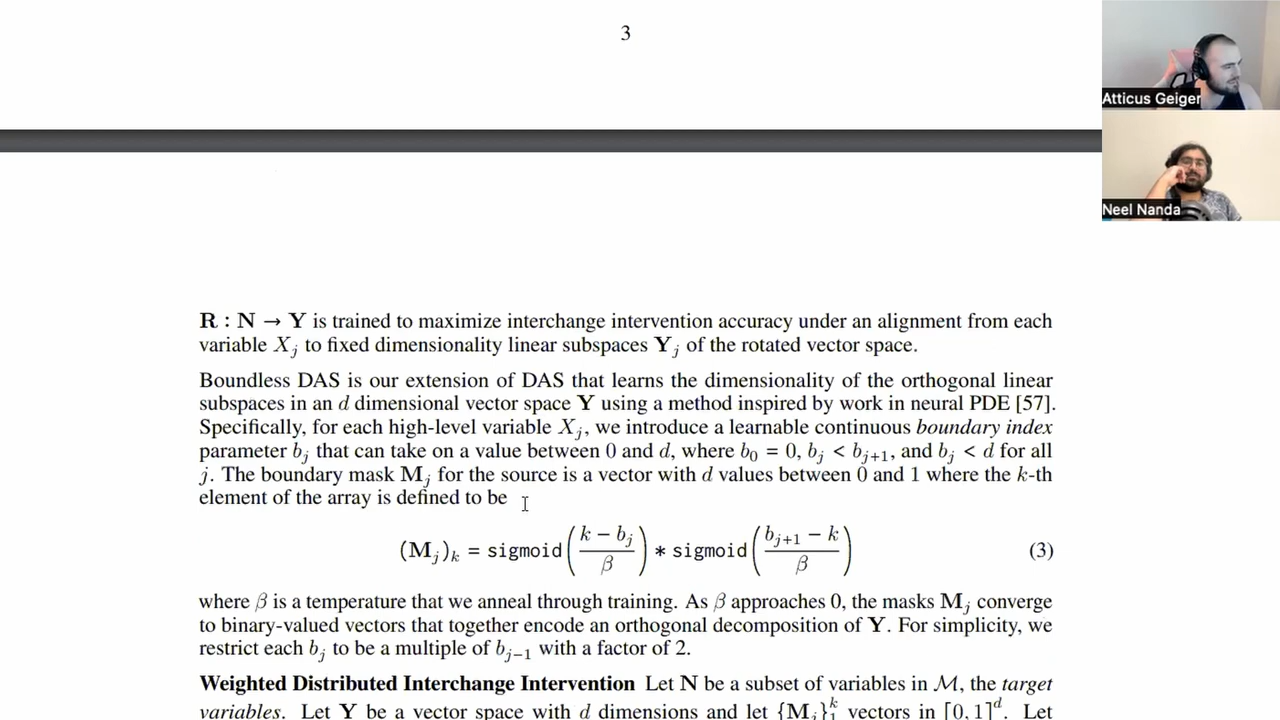 3
Atticus Geiger
Neel Nanda
R : N → Y is trained to maximize interchange intervention accuracy under an alignment from each
variable X_j to fixed dimensionality linear subspaces Y_j of the rotated vector space.
Boundless DAS is our extension of DAS that learns the dimensionality of the orthogonal linear
subspaces in an d dimensional vector space Y using a method inspired by work in neural PDE [57].
Specifically, for each high-level variable X_j, we introduce a learnable continuous boundary index
parameter b_j that can take on a value between 0 and d, where b_0 = 0, b_j < b_{j+1}, and b_j < d for all
j. The boundary mask M_j for the source is a vector with d values between 0 and 1 where the k-th
element of the array is defined to be
(M_j)_k = sigmoid((k − b_j)/β) * sigmoid((b_{j+1} − k)/β) (3)
where β is a temperature that we anneal through training. As β approaches 0, the masks M_j converge
to binary-valued vectors that together encode an orthogonal decomposition of Y. For simplicity, we
restrict each b_j to be a multiple of b_{j−1} with a factor of 2.
Weighted Distributed Interchange Intervention Let N be a subset of variables in M, the target
variables. Let Y be a vector space with d dimensions and let {M_j}_1^k vectors in [0, 1]^d. Let